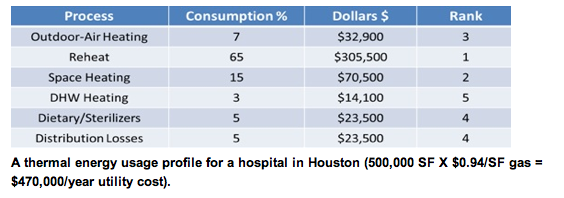 Process Consumption % Dollars $ Rank
Outdoor-Air Heating 7 $32,900 3
Reheat 65 $305,500 1
Space Heating 15 $70,500 2
DHW Heating 3 $14,100 5
Dietary/Sterilizers 5 $23,500 4
Distribution Losses 5 $23,500 4
A thermal energy usage profile for a hospital in Houston (500,000 SF X $0.94/SF gas =
$470,000/year utility cost).